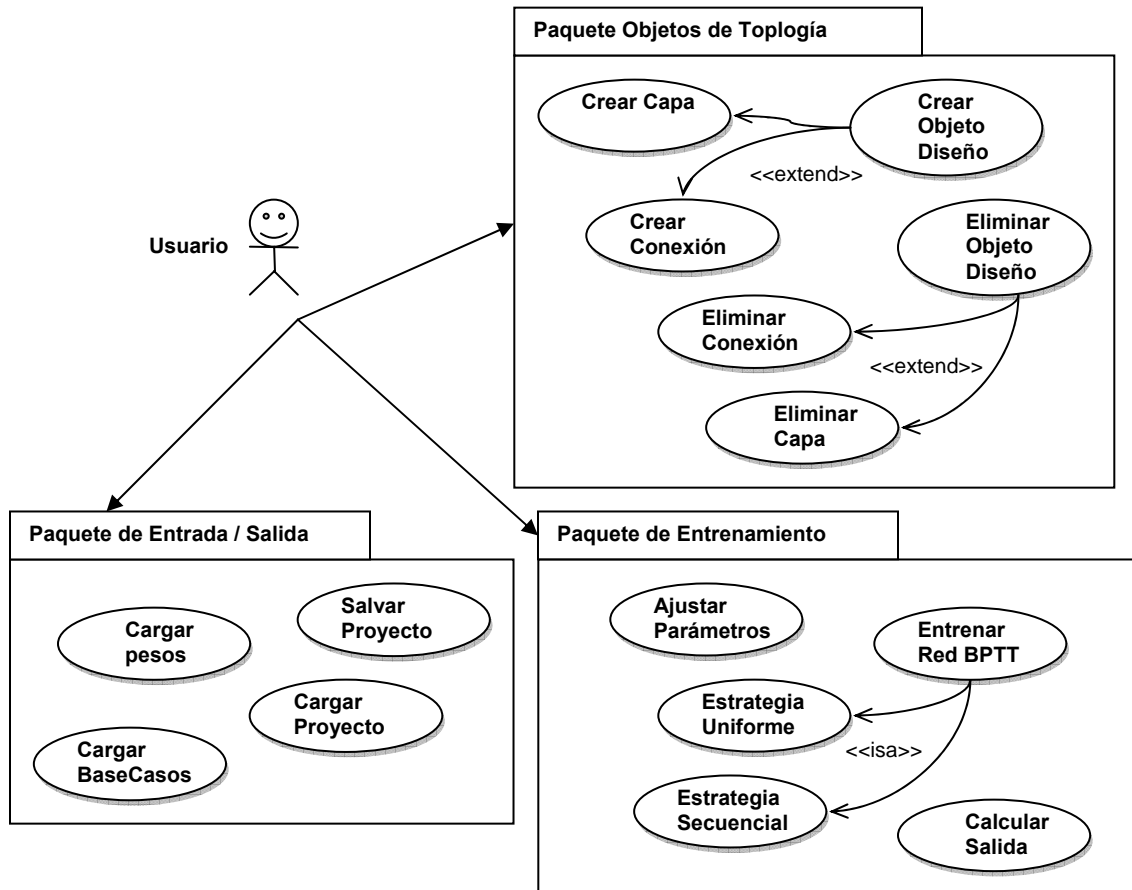 Paquete Objetos de Toplogía
Crear Capa
Crear
Objeto
Diseño
<<extend>>
Crear
Conexión
Usuario
Eliminar
Objeto
Diseño
Eliminar
Conexión
<<extend>>
Eliminar
Capa
Paquete de Entrada / Salida
Cargar
pesos
Salvar
Proyecto
Cargar
Proyecto
Cargar
BaseCasos
Paquete de Entrenamiento
Ajustar
Parámetros
Entrenar
Red BPTT
Estrategia
Uniforme
<<isa>>
Estrategia
Secuencial
Calcular
Salida